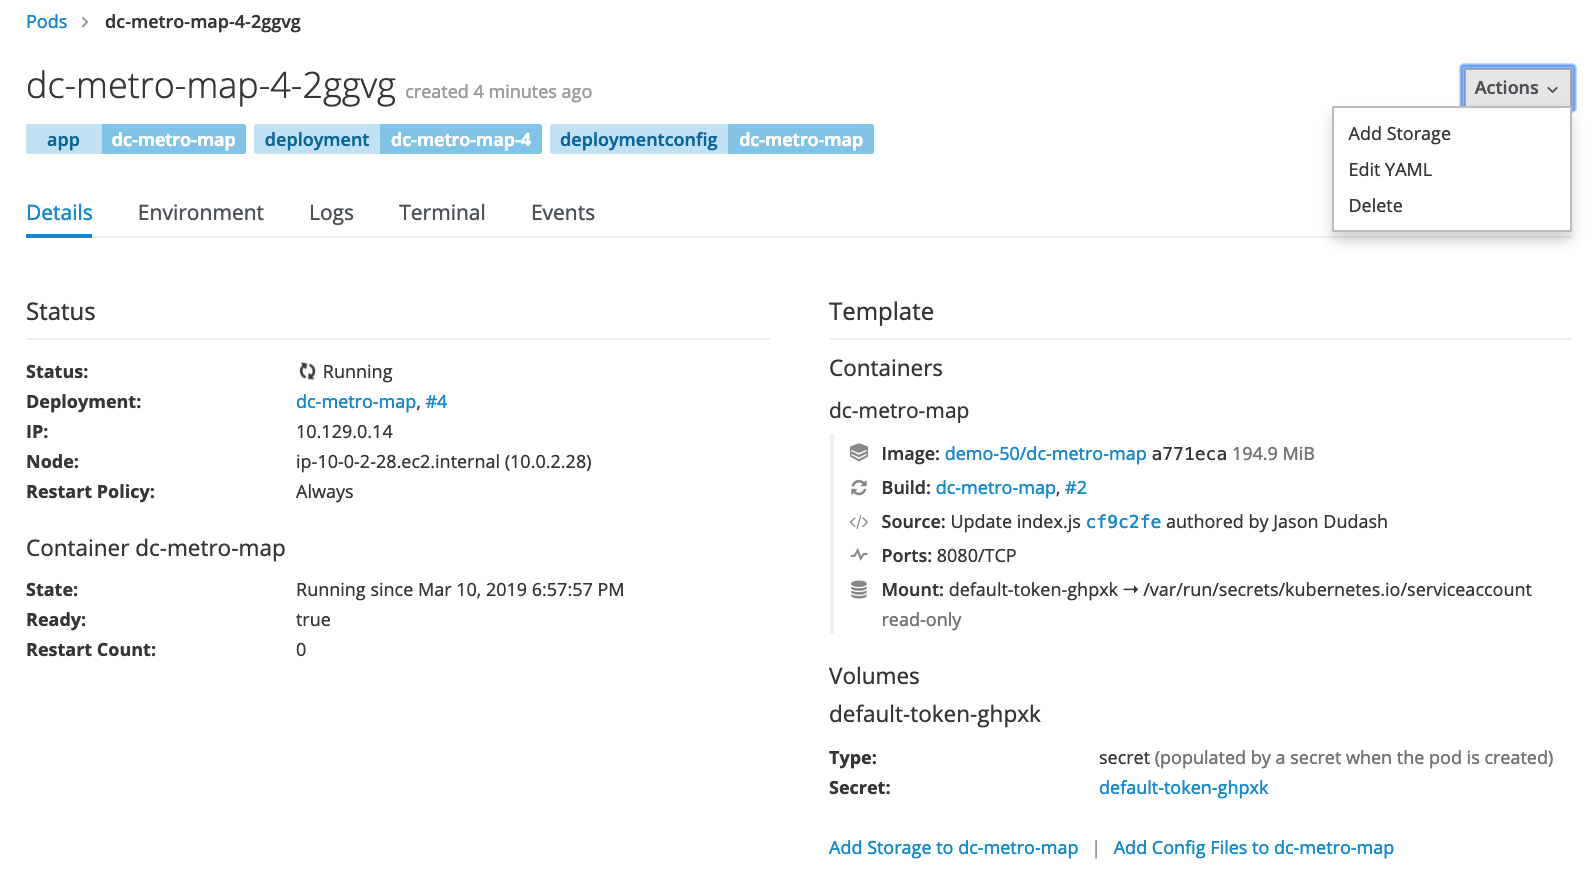 Pods > dc-metro-map-4-2ggvg
dc-metro-map-4-2ggvg created 4 minutes ago
Actions
app dc-metro-map deployment dc-metro-map-4 deploymentconfig dc-metro-map
Add Storage
Edit YAML
Delete
Details Environment Logs Terminal Events
Status
Status: Running
Deployment: dc-metro-map, #4
IP: 10.129.0.14
Node: ip-10-0-2-28.ec2.internal (10.0.2.28)
Restart Policy: Always
Container dc-metro-map
State: Running since Mar 10, 2019 6:57:57 PM
Ready: true
Restart Count: 0
Template
Containers
dc-metro-map
Image: demo-50/dc-metro-map a771eca 194.9 MiB
Build: dc-metro-map, #2
Source: Update index.js cf9c2fe authored by Jason Dudash
Ports: 8080/TCP
Mount: default-token-ghpxk → /var/run/secrets/kubernetes.io/serviceaccount
read-only
Volumes
default-token-ghpxk
Type: secret (populated by a secret when the pod is created)
Secret: default-token-ghpxk
Add Storage to dc-metro-map | Add Config Files to dc-metro-map